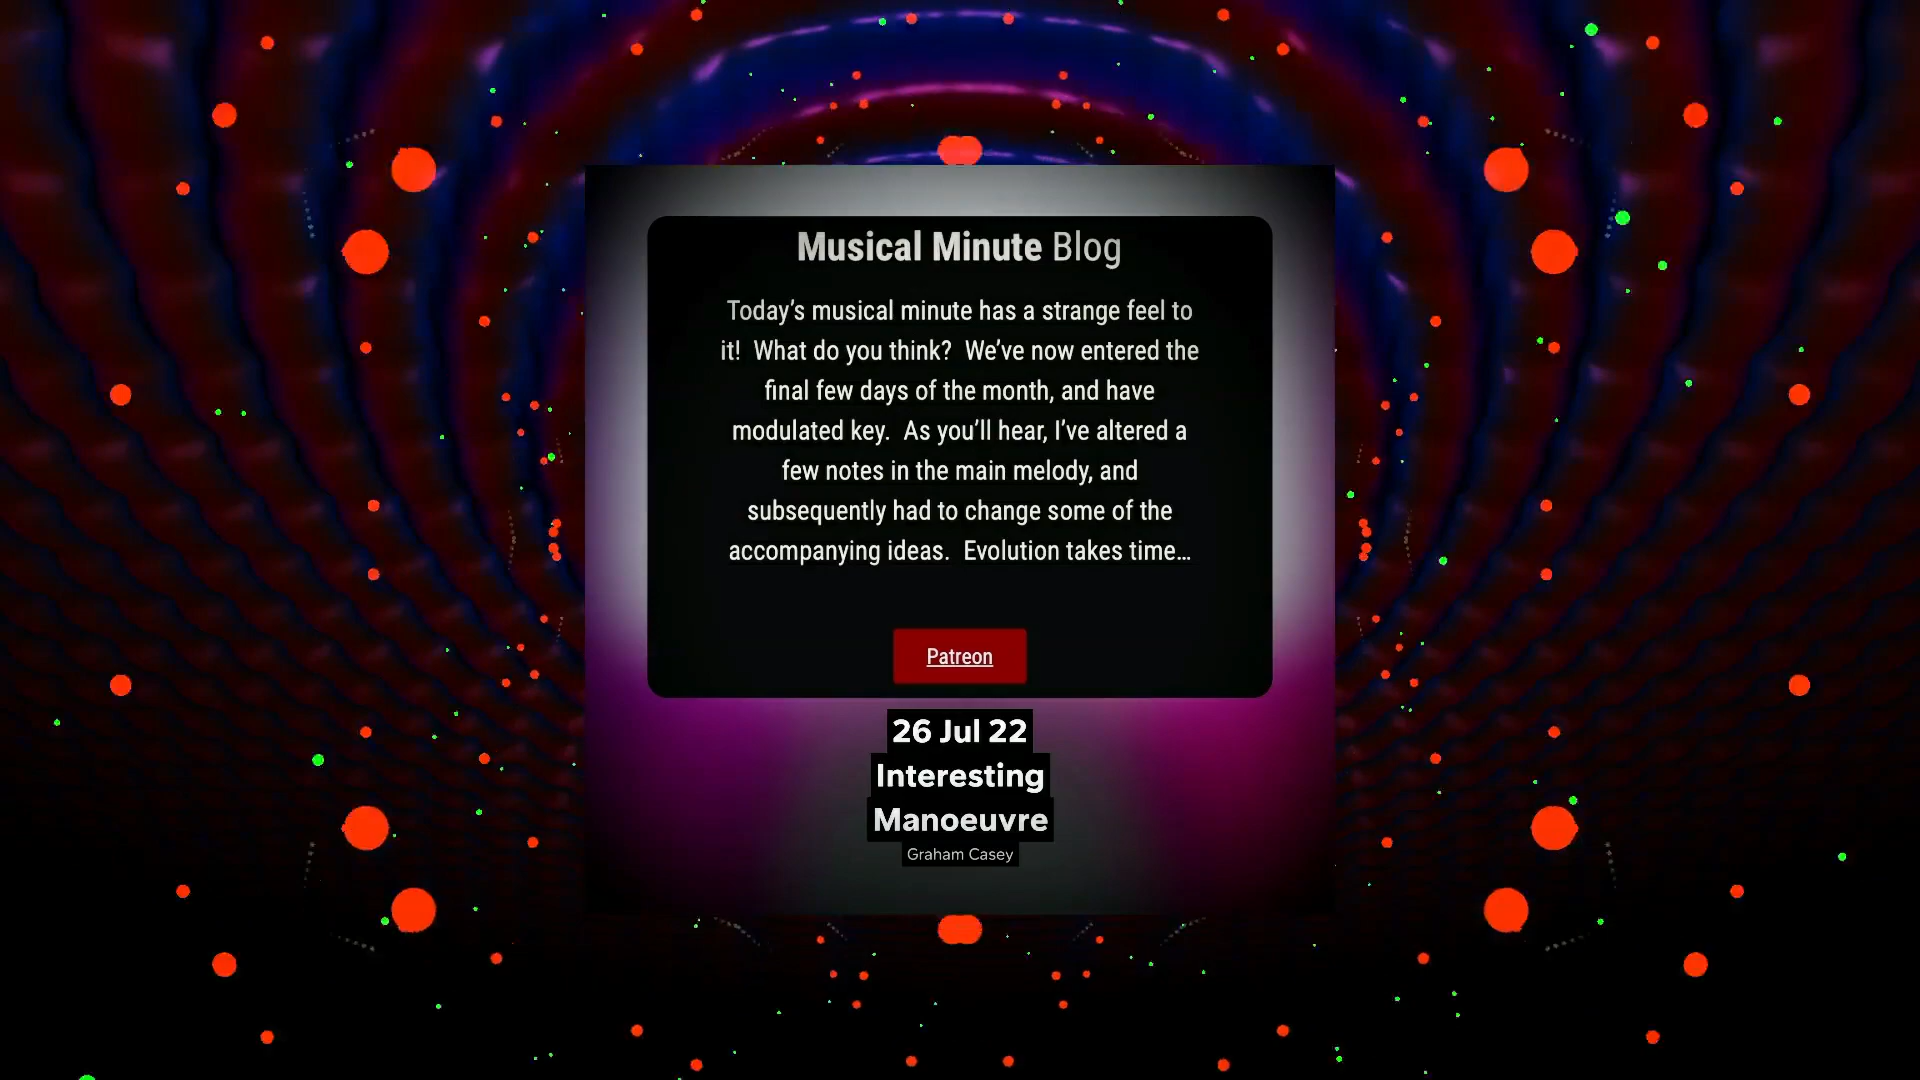 Musical Minute Blog
Today’s musical minute has a strange feel to
it!  What do you think?  We’ve now entered the
final few days of the month, and have
modulated key.  As you’ll hear, I’ve altered a
few notes in the main melody, and
subsequently had to change some of the
accompanying ideas.  Evolution takes time…
Patreon
26 Jul 22
Interesting
Manoeuvre
Graham Casey